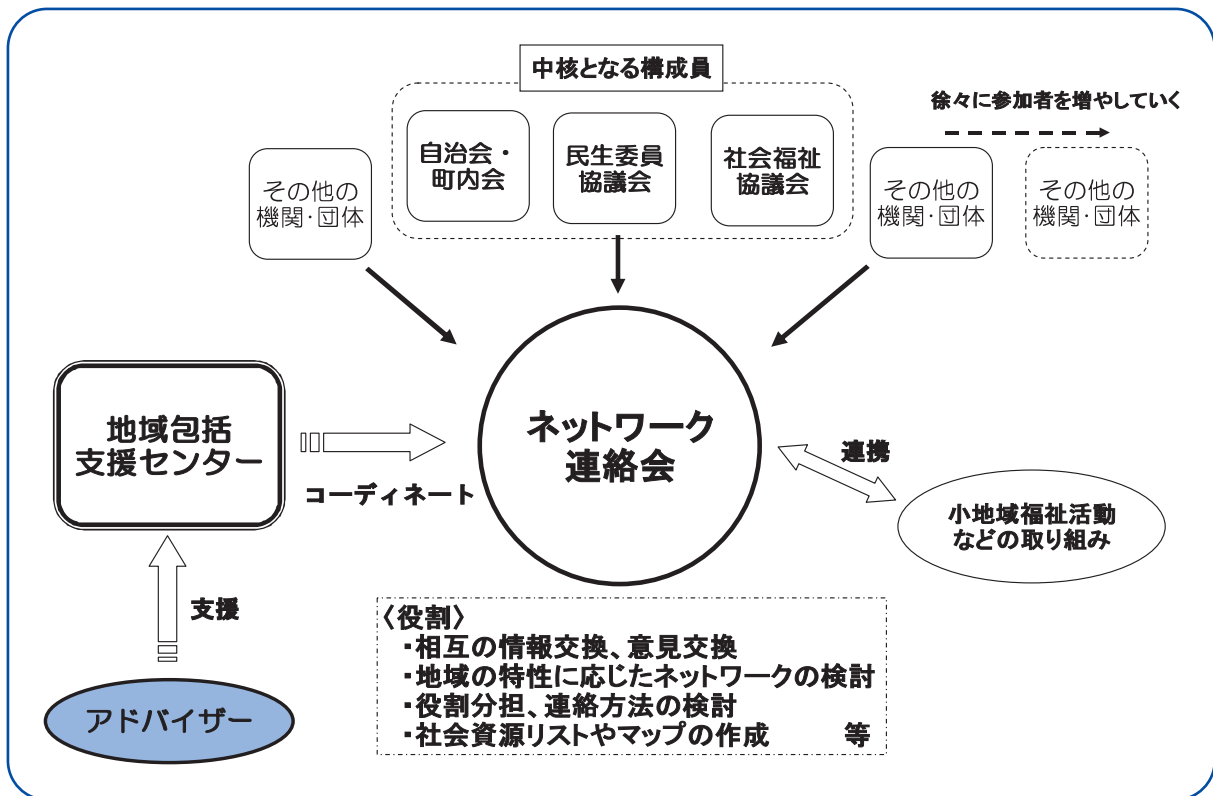 中核となる構成員
徐々に参加者を増やしていく
自治会・
町内会
民生委員
協議会
社会福祉
協議会
その他の
機関・団体
その他の
機関・団体
その他の
機関・団体
地域包括
支援センター
コーディネート
ネットワーク
連絡会
連携
小地域福祉活動
などの取り組み
支援
アドバイザー
〈役割〉
・相互の情報交換、意見交換
・地域の特性に応じたネットワークの検討
・役割分担、連絡方法の検討
・社会資源リストやマップの作成　　　等